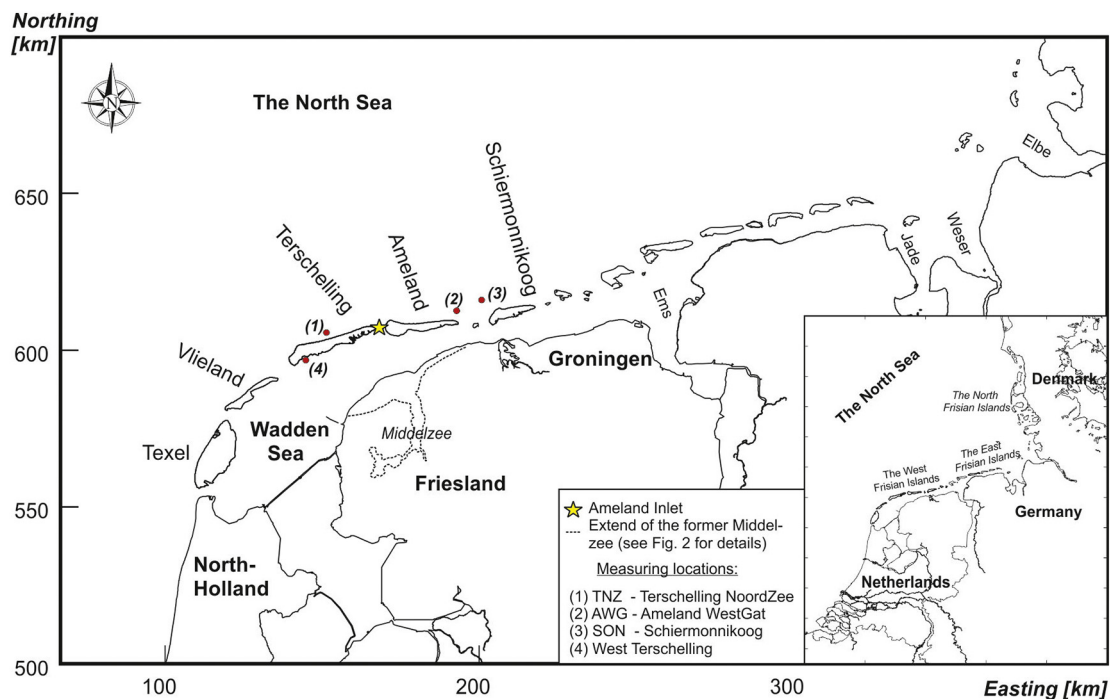 Northing
[km]
N
The North Sea
Elbe
Schiermonnikoog
650
Terschelling
Ameland
Weser
Jade
(2)
(3)
Ems
(1)
600
(4)
Groningen
Vlieland
The North Sea
Denmark
The North
Frisian Islands
Wadden
Sea
Middelzee
Texel
The East
Frisian Islands
The West
Frisian Islands
Friesland
550
Germany
Ameland Inlet
Extend of the former Middel-
zee (see Fig. 2 for details)
North-
Holland
Measuring locations:
Netherlands
(1) TNZ - Terschelling NoordZee
(2) AWG - Ameland WestGat
(3) SON - Schiermonnikoog
(4) West Terschelling
500
100
200
300
Easting [km]